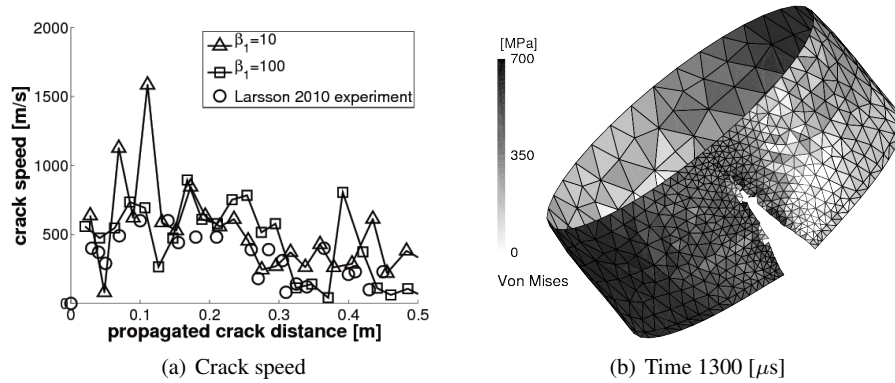 2000
1500
1000
500
0
0
0.1
0.2
0.3
0.4
0.5
crack speed [m/s]
propagated crack distance [m]
β₁=10
β₁=100
Larsson 2010 experiment
(a) Crack speed
[MPa]
700
350
0
Von Mises
(b) Time 1300 [μs]